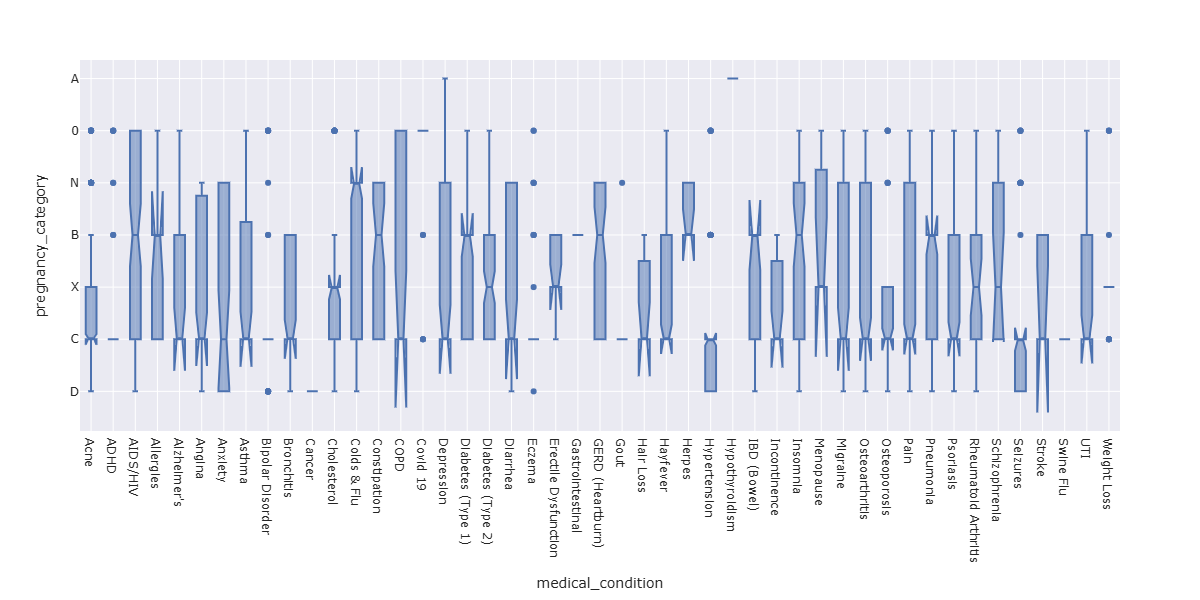 pregnancy_category
A
0
N
B
X
C
D
Acne
ADHD
AIDS/HIV
Allergies
Alzheimer's
Angina
Anxiety
Asthma
Bipolar Disorder
Bronchitis
Cancer
Cholesterol
Colds & Flu
Constipation
COPD
Covid 19
Depression
Diabetes (Type 1)
Diabetes (Type 2)
Diarrhea
Eczema
Erectile Dysfunction
Gastrointestinal
GERD (Heartburn)
Gout
Hair Loss
Hayfever
Herpes
Hypertension
Hypothyroidism
IBD (Bowel)
Incontinence
Insomnia
Menopause
Migraine
Osteoarthritis
Osteoporosis
Pain
Pneumonia
Psoriasis
Rheumatoid Arthritis
Schizophrenia
Seizures
Stroke
Swine Flu
UTI
Weight Loss
medical_condition